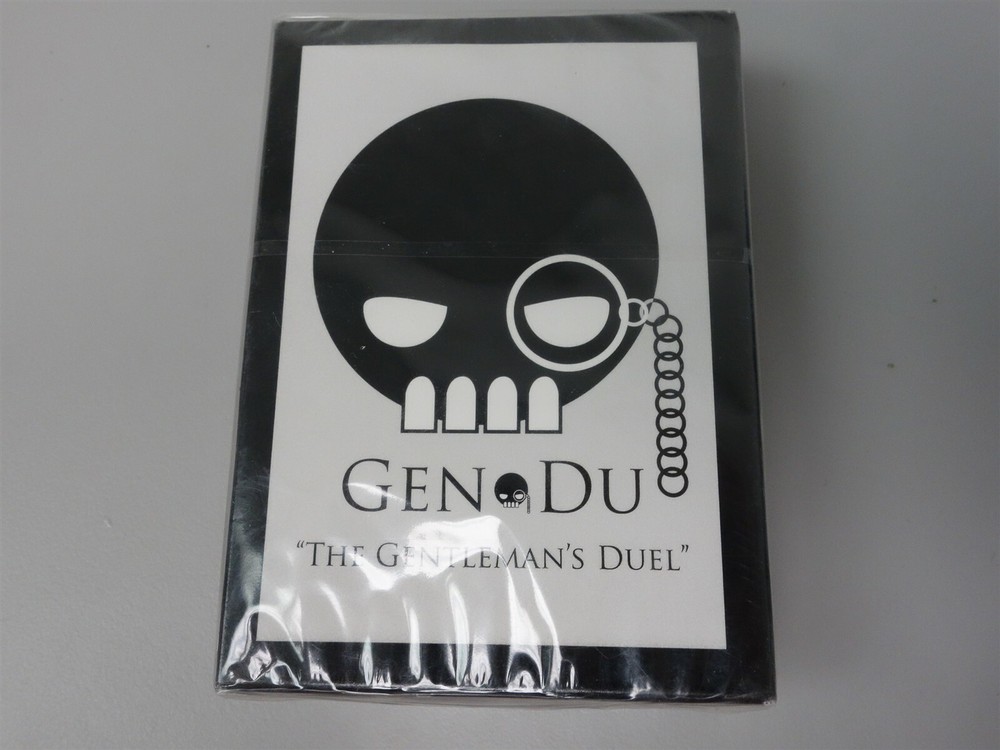 GEN DU
“THE GENTLEMAN’S DUEL”